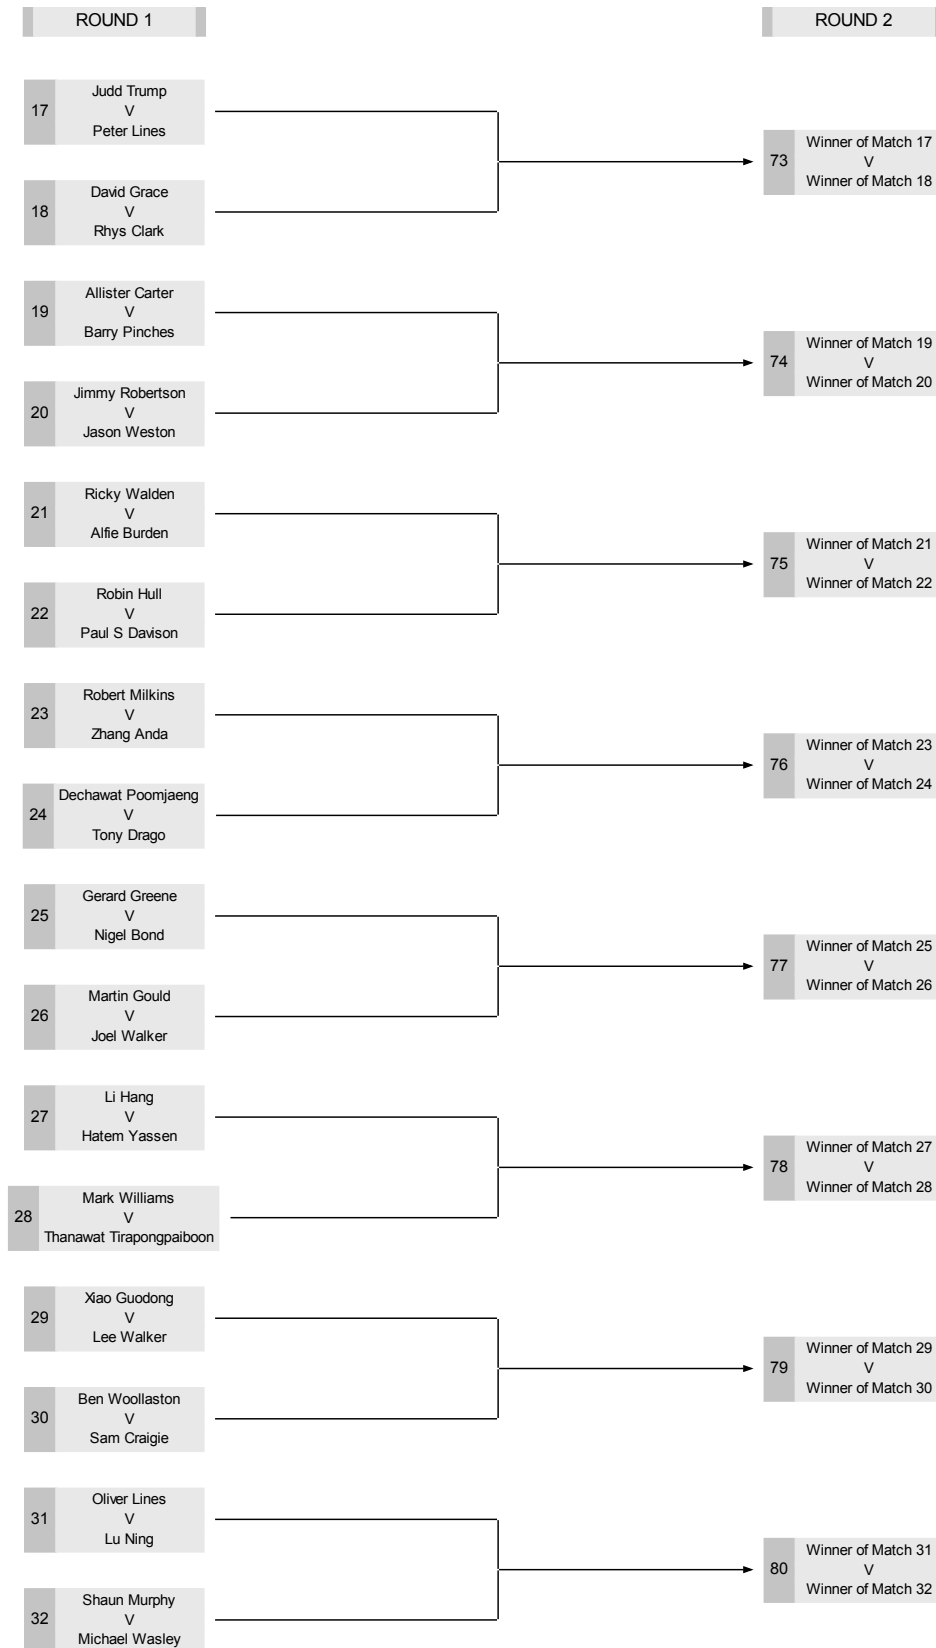 ROUND 1
ROUND 2
17
Judd Trump
V
Peter Lines
18
David Grace
V
Rhys Clark
73
Winner of Match 17
V
Winner of Match 18
19
Allister Carter
V
Barry Pinches
20
Jimmy Robertson
V
Jason Weston
74
Winner of Match 19
V
Winner of Match 20
21
Ricky Walden
V
Alfie Burden
22
Robin Hull
V
Paul S Davison
75
Winner of Match 21
V
Winner of Match 22
23
Robert Milkins
V
Zhang Anda
24
Dechawat Poomjaeng
V
Tony Drago
76
Winner of Match 23
V
Winner of Match 24
25
Gerard Greene
V
Nigel Bond
26
Martin Gould
V
Joel Walker
77
Winner of Match 25
V
Winner of Match 26
27
Li Hang
V
Hatem Yassen
28
Mark Williams
V
Thanawat Tirapongpaiboon
78
Winner of Match 27
V
Winner of Match 28
29
Xiao Guodong
V
Lee Walker
30
Ben Woollaston
V
Sam Craigie
79
Winner of Match 29
V
Winner of Match 30
31
Oliver Lines
V
Lu Ning
32
Shaun Murphy
V
Michael Wasley
80
Winner of Match 31
V
Winner of Match 32